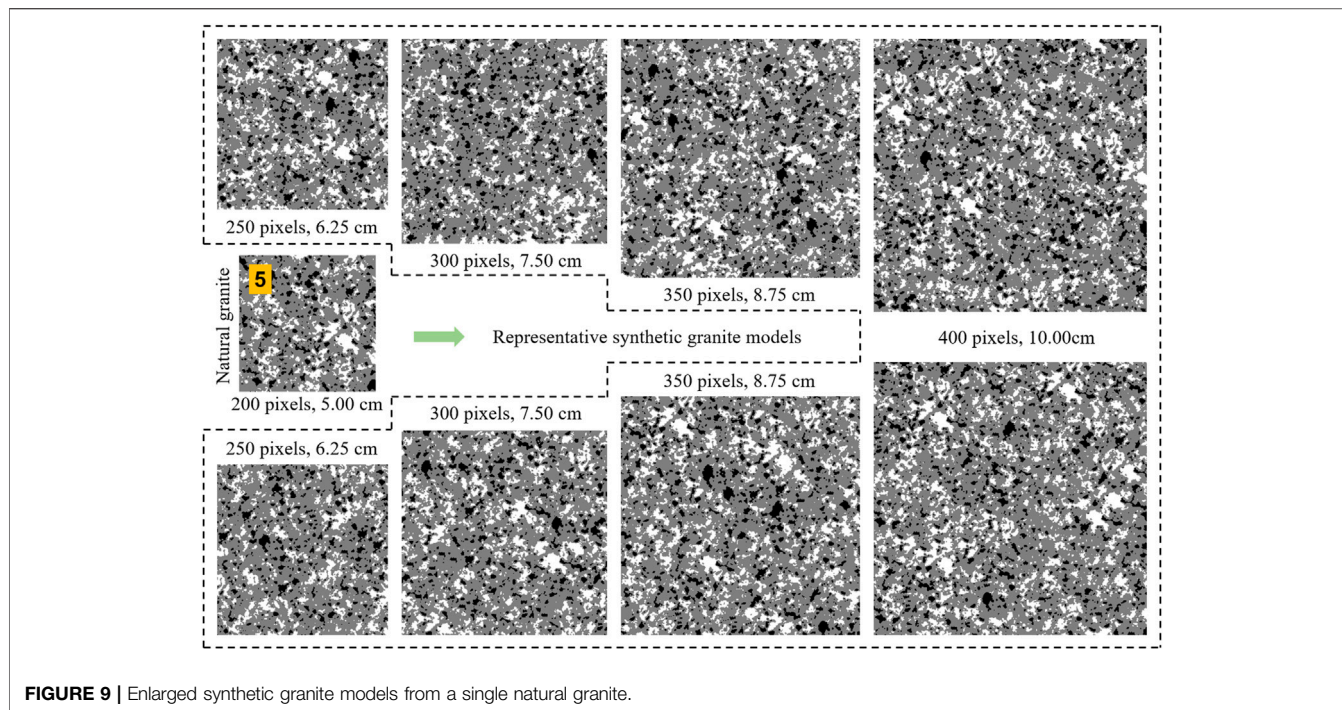 250 pixels, 6.25 cm
300 pixels, 7.50 cm
350 pixels, 8.75 cm
400 pixels, 10.00cm
Natural granite
5
200 pixels, 5.00 cm
Representative synthetic granite models
250 pixels, 6.25 cm
300 pixels, 7.50 cm
350 pixels, 8.75 cm
FIGURE 9 | Enlarged synthetic granite models from a single natural granite.